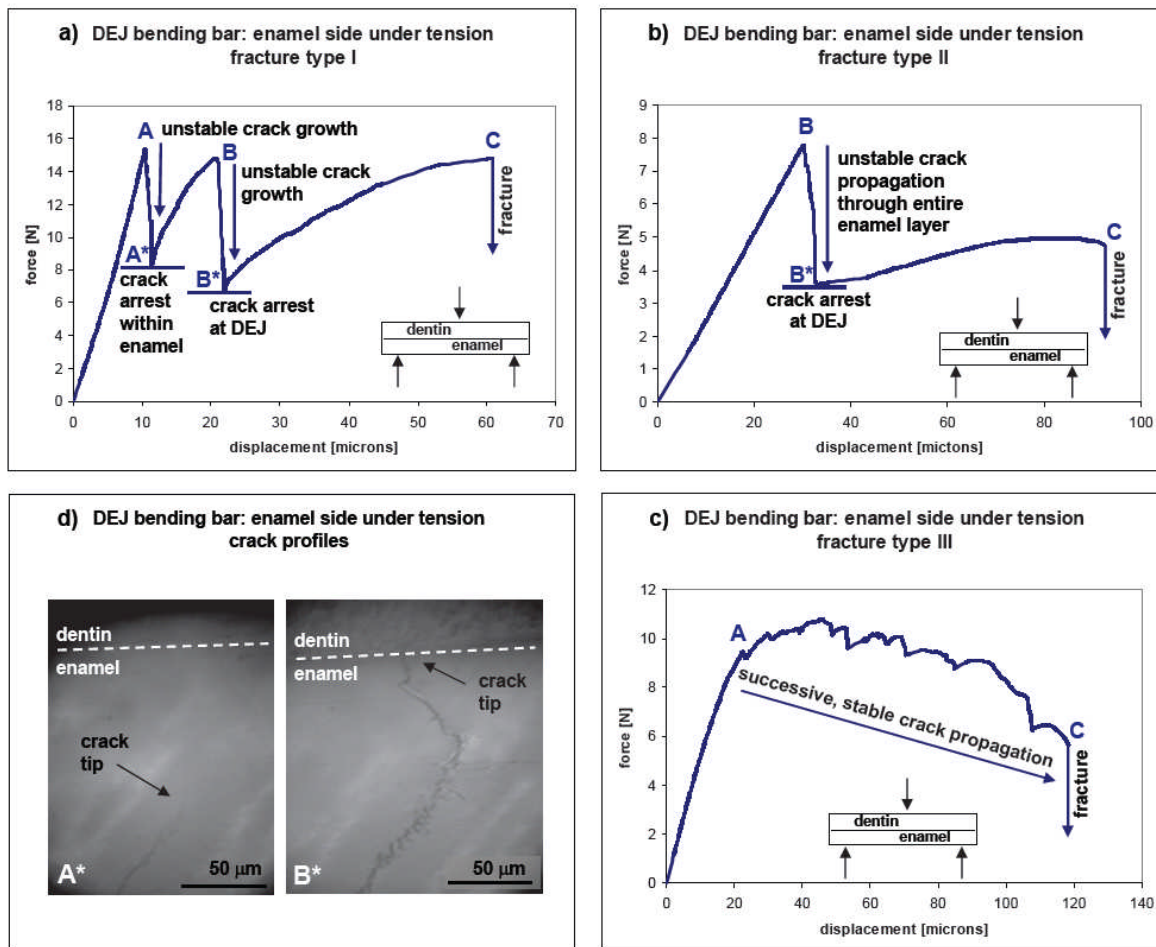 a) DEJ bending bar: enamel side under tension
fracture type I
18
16
14
12
10
8
6
4
2
0
force [N]
A
unstable crack growth
B
unstable crack
growth
C
fracture
A*
crack
arrest
within
enamel
B*
crack arrest
at DEJ
dentin
enamel
0 10 20 30 40 50 60 70
displacement [microns]
b) DEJ bending bar: enamel side under tension
fracture type II
9
8
7
6
5
4
3
2
1
0
force [N]
B
unstable crack
propagation
through entire
enamel layer
C
fracture
B*
crack arrest
at DEJ
dentin
enamel
0 20 40 60 80 100
displacement [mictons]
d) DEJ bending bar: enamel side under tension
crack profiles
dentin
enamel
crack
tip
A*
50 µm
dentin
enamel
crack
tip
B*
50 µm
c) DEJ bending bar: enamel side under tension
fracture type III
12
10
8
6
4
2
0
force [N]
A
successive, stable crack propagation
C
fracture
dentin
enamel
0 20 40 60 80 100 120 140
displacement [microns]